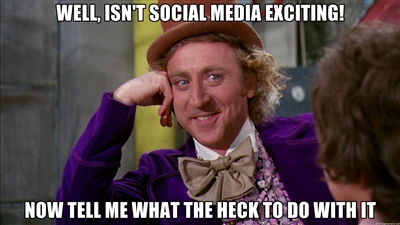 WELL, ISN'T SOCIAL MEDIA EXCITING!
NOW TELL ME WHAT THE HECK TO DO WITH IT